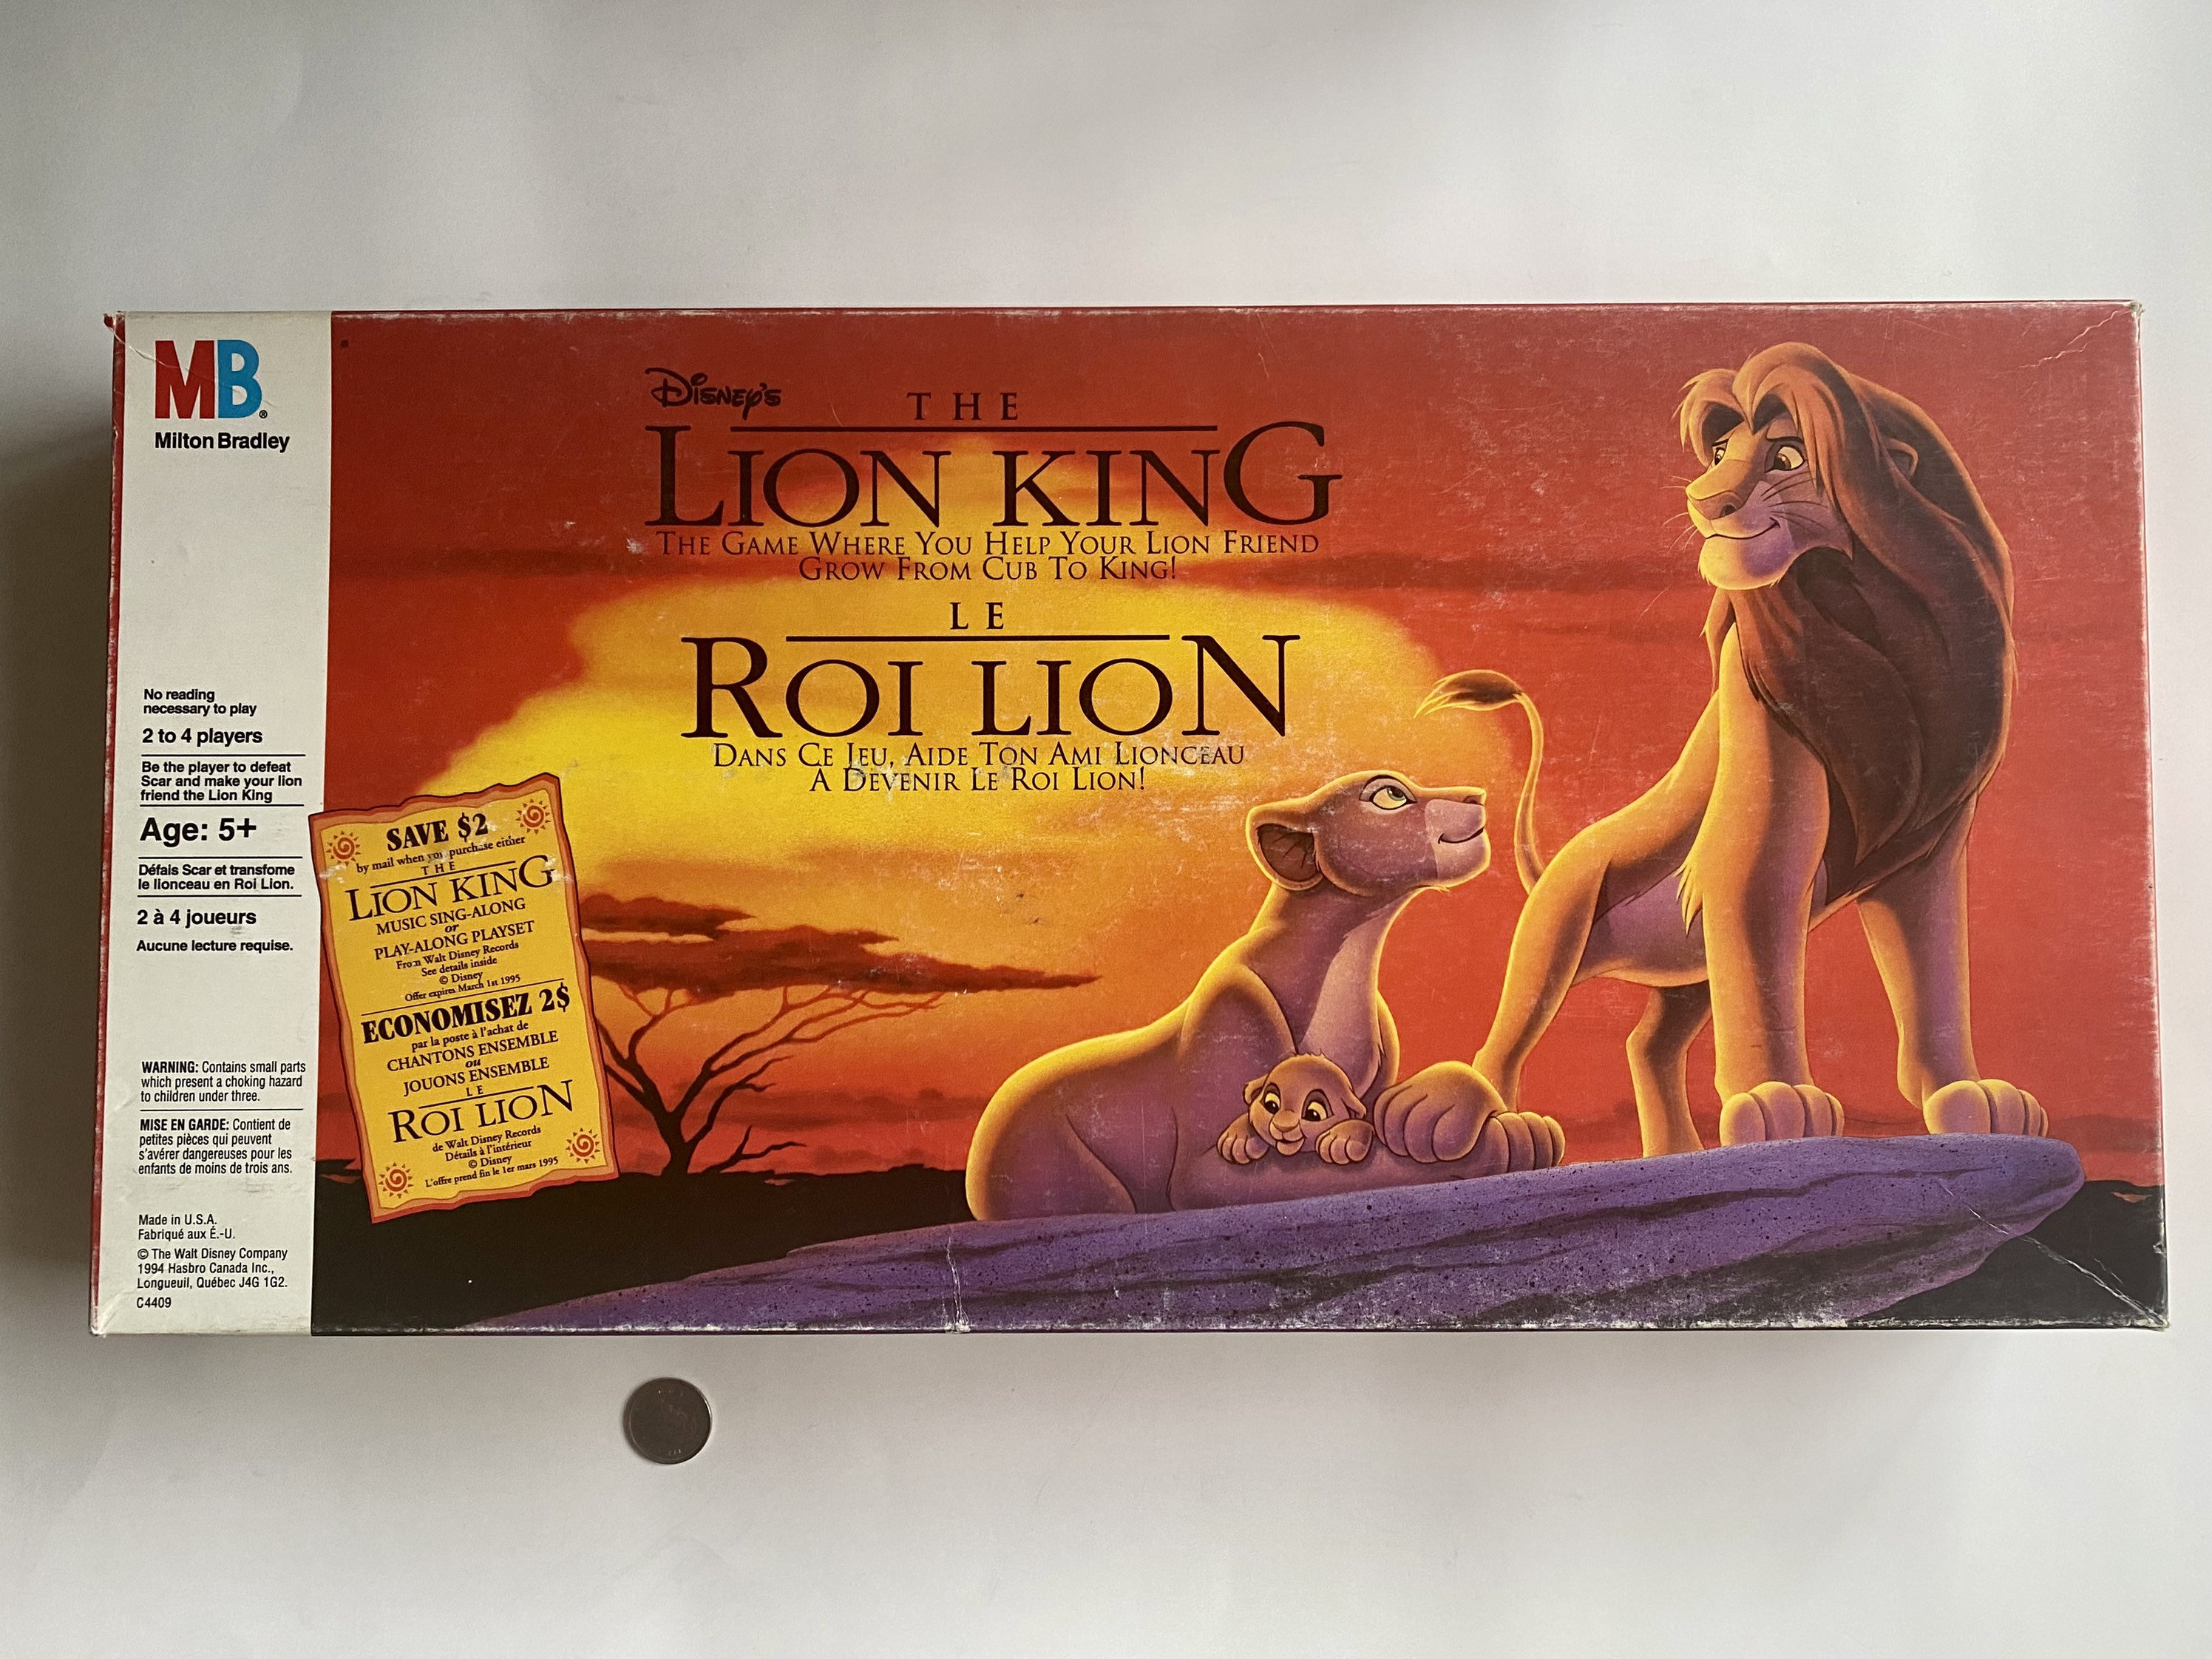 MB®
Milton Bradley
No reading
necessary to play
2 to 4 players
Be the player to defeat
Scar and make your lion
friend the Lion King
Age: 5+
Défais Scar et transfome
le lionceau en Roi Lion.
2 à 4 joueurs
Aucune lecture requise.
WARNING: Contains small parts
which present a choking hazard
to children under three.
MISE EN GARDE: Contient de
petites pièces qui peuvent
s'avérer dangereuses pour les
enfants de moins de trois ans.
Made in U.S.A.
Fabriqué aux É.-U.
© The Walt Disney Company
1994 Hasbro Canada Inc.,
Longueuil, Québec J4G 1G2.
C4409
DISNEY'S
THE
LION KING
THE GAME WHERE YOU HELP YOUR LION FRIEND
GROW FROM CUB TO KING!
LE
ROI LION
DANS CE JEU, AIDE TON AMI LIONCEAU
A DEVENIR LE ROI LION!
SAVE $2
by mail when you purchase either
THE
LION KING
MUSIC SING-ALONG
or
PLAY-ALONG PLAYSET
From Walt Disney Records
See details inside
© Disney
Offer expires March 1st 1995
ECONOMISEZ 2$
par la poste à l'achat de
CHANTONS ENSEMBLE
ou
JOUONS ENSEMBLE
LE
ROI LION
de Walt Disney Records
Détails à l'intérieur
© Disney
L'offre prend fin le 1er mars 1995